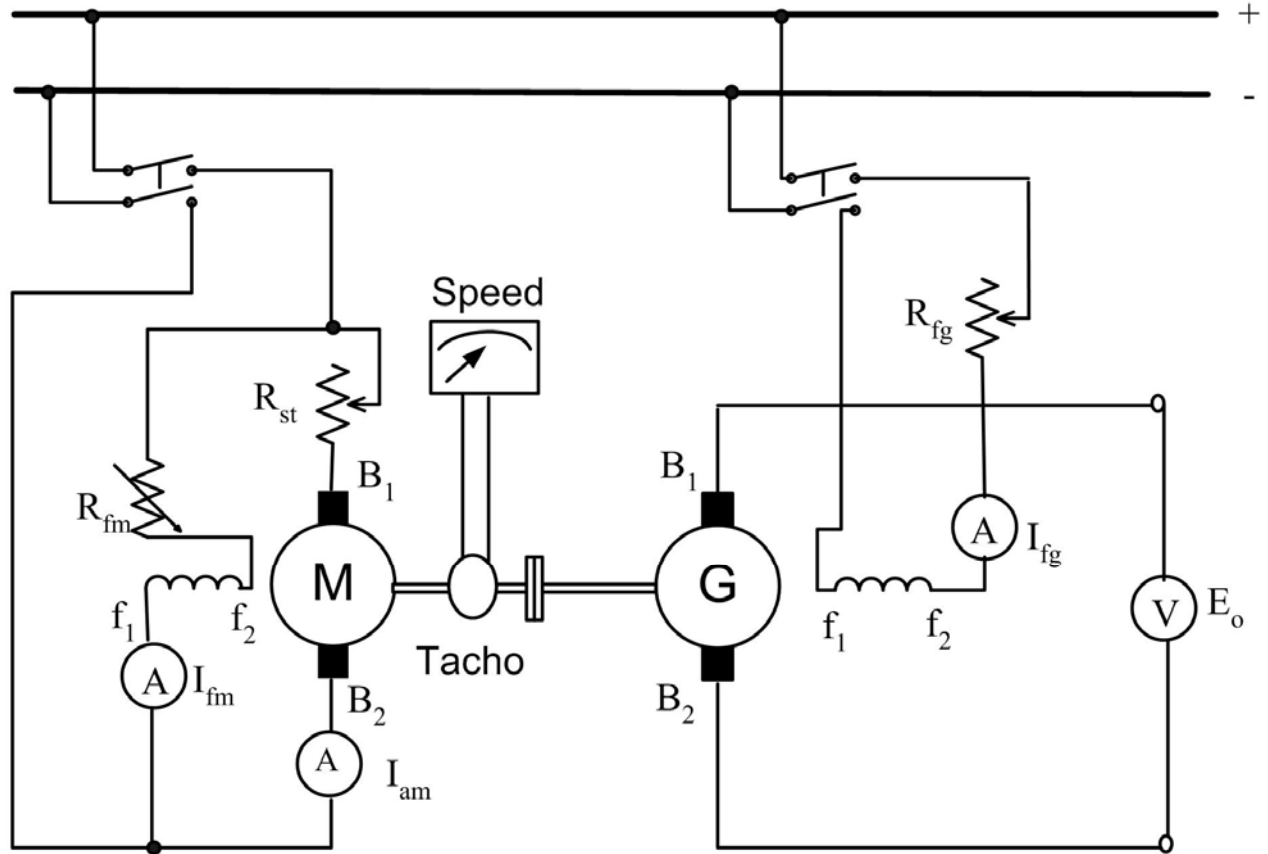 +
-
Speed
R_fg
R_st
B_1
B_1
R_fm
A
I_fg
M
G
V
E_o
f_1
f_2
f_1
f_2
Tacho
A
I_fm
B_2
B_2
A
I_am